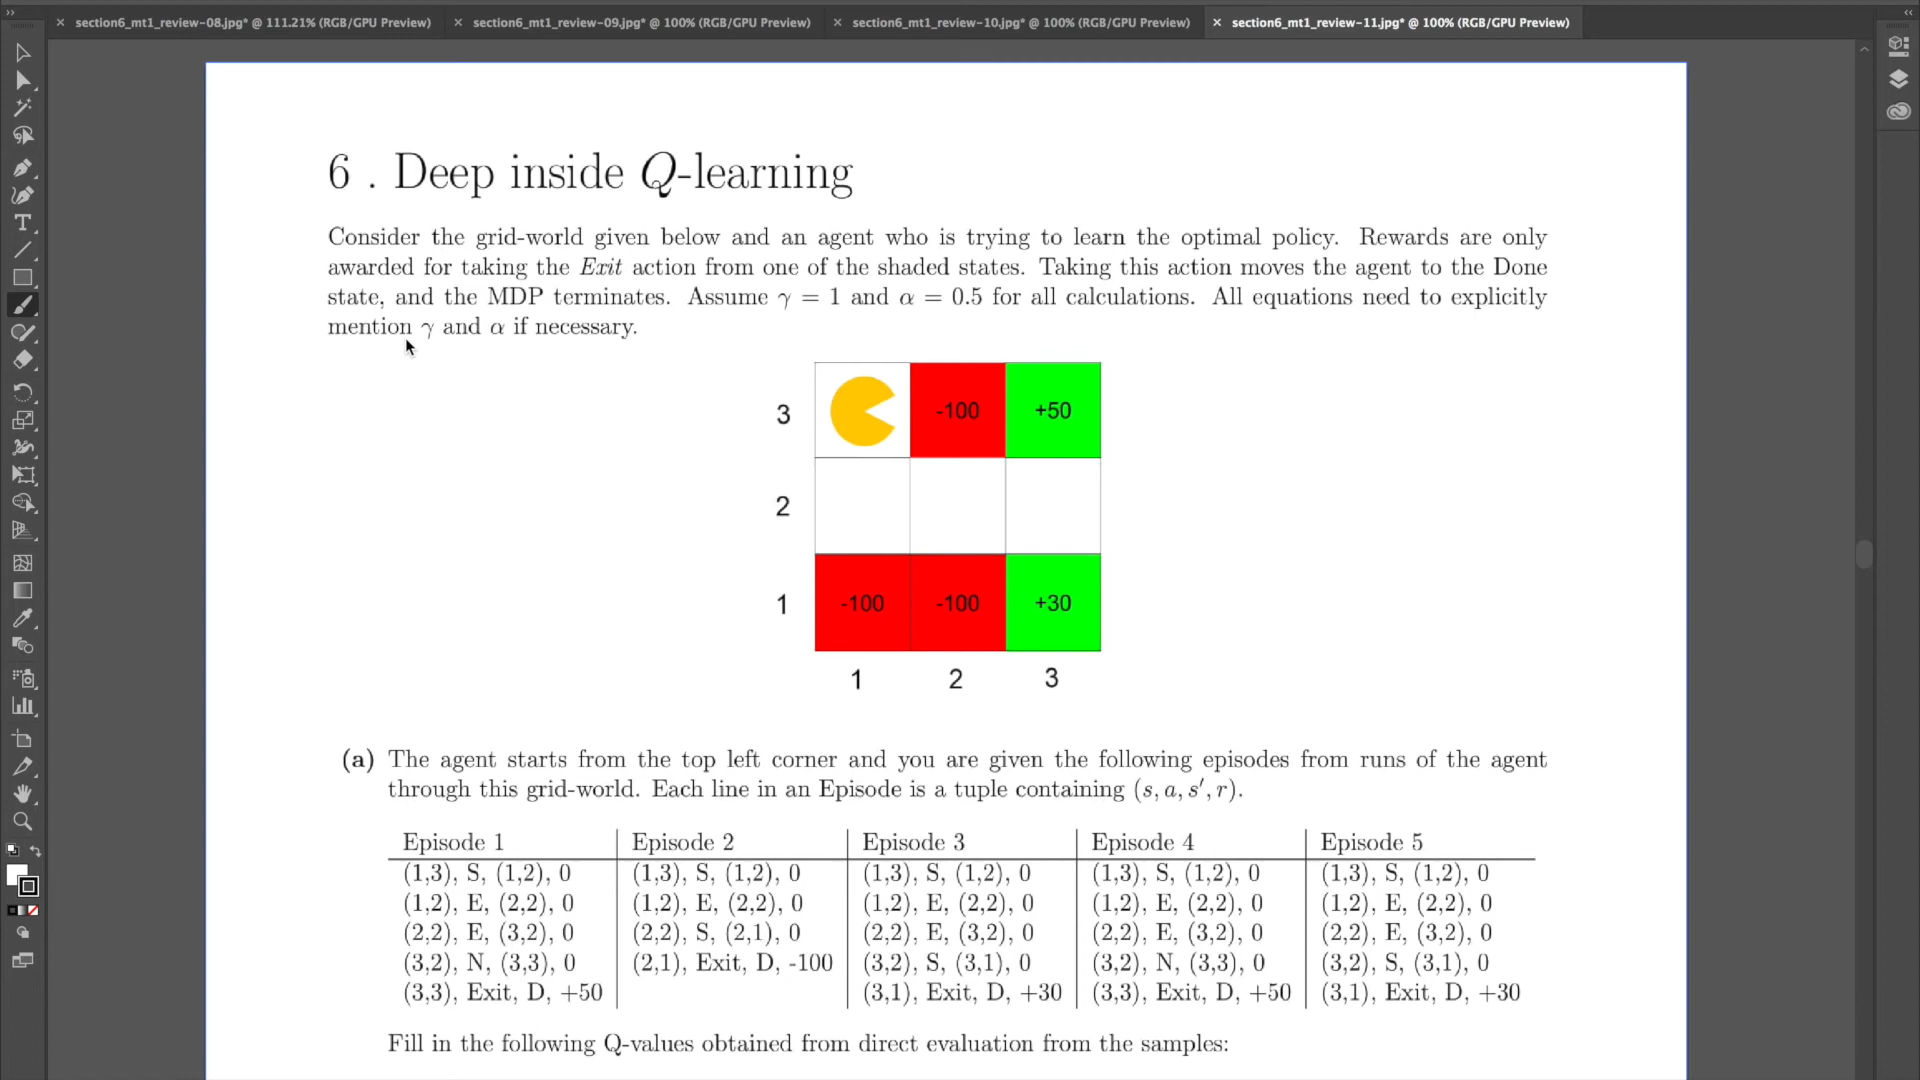 section6_mt1_review-08.jpg* @ 111.21% (RGB/GPU Preview)
section6_mt1_review-09.jpg* @ 100% (RGB/GPU Preview)
section6_mt1_review-10.jpg* @ 100% (RGB/GPU Preview)
section6_mt1_review-11.jpg* @ 100% (RGB/GPU Preview)
6 . Deep inside Q-learning
Consider the grid-world given below and an agent who is trying to learn the optimal policy. Rewards are only
awarded for taking the Exit action from one of the shaded states. Taking this action moves the agent to the Done
state, and the MDP terminates. Assume γ = 1 and α = 0.5 for all calculations. All equations need to explicitly
mention γ and α if necessary.
3 -100 +50
2
1 -100 -100 +30
1 2 3
(a) The agent starts from the top left corner and you are given the following episodes from runs of the agent
through this grid-world. Each line in an Episode is a tuple containing (s, a, s′, r).
Episode 1 Episode 2 Episode 3 Episode 4 Episode 5
(1,3), S, (1,2), 0 (1,3), S, (1,2), 0 (1,3), S, (1,2), 0 (1,3), S, (1,2), 0 (1,3), S, (1,2), 0
(1,2), E, (2,2), 0 (1,2), E, (2,2), 0 (1,2), E, (2,2), 0 (1,2), E, (2,2), 0 (1,2), E, (2,2), 0
(2,2), E, (3,2), 0 (2,2), S, (2,1), 0 (2,2), E, (3,2), 0 (2,2), E, (3,2), 0 (2,2), E, (3,2), 0
(3,2), N, (3,3), 0 (2,1), Exit, D, -100 (3,2), S, (3,1), 0 (3,2), N, (3,3), 0 (3,2), S, (3,1), 0
(3,3), Exit, D, +50 (3,1), Exit, D, +30 (3,3), Exit, D, +50 (3,1), Exit, D, +30
Fill in the following Q-values obtained from direct evaluation from the samples: